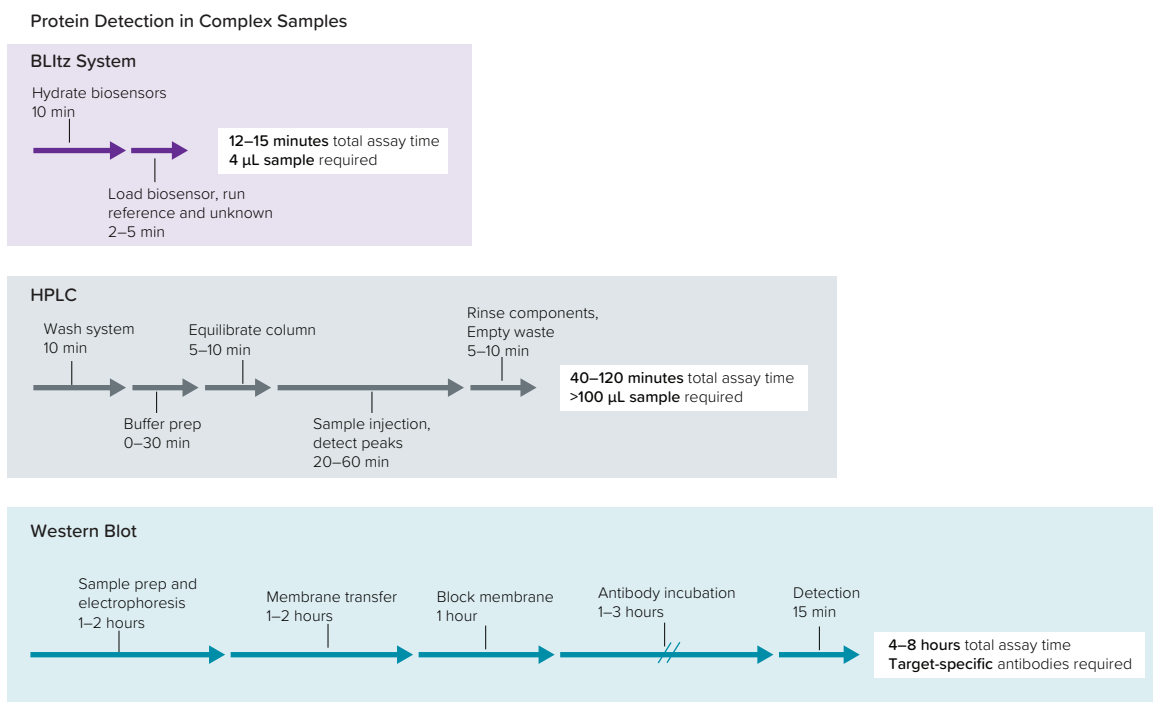 Protein Detection in Complex Samples
BLItz System
Hydrate biosensors
10 min
12–15 minutes total assay time
4 µL sample required
Load biosensor, run
reference and unknown
2–5 min
HPLC
Wash system
10 min
Buffer prep
0–30 min
Equilibrate column
5–10 min
Sample injection,
detect peaks
20–60 min
Rinse components,
Empty waste
5–10 min
40–120 minutes total assay time
>100 µL sample required
Western Blot
Sample prep and
electrophoresis
1–2 hours
Membrane transfer
1–2 hours
Block membrane
1 hour
Antibody incubation
1–3 hours
Detection
15 min
4–8 hours total assay time
Target-specific antibodies required